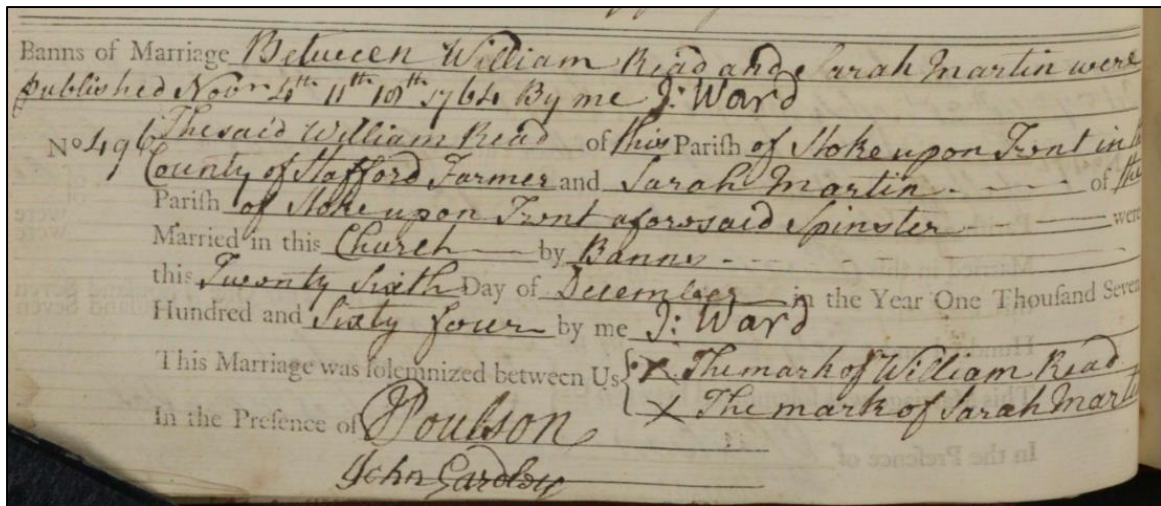 Banns of Marriage Between William Read and Sarah Martin were
Published Novr 4th 11th 18th 1764 By me J: Ward
No 496 The said William Read of this Parish of Stoke upon Trent in the
County of Stafford Farmer and Sarah Martin of the
Parish of Stoke upon Trent aforesaid Spinster were
Married in this Church by Banns
this Twenty Sixth Day of December in the Year One Thousand Seven
Hundred and Sixty four by me J: Ward
This Marriage was solemnized between Us { X The mark of William Read
X The mark of Sarah Martin
In the Presence of Poulson
John